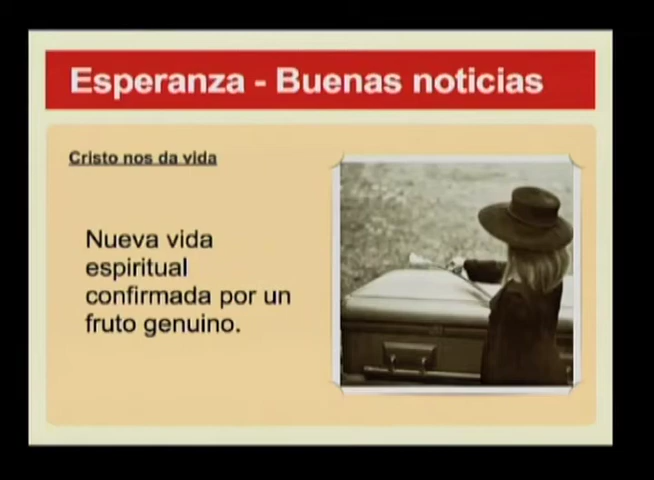 Esperanza - Buenas noticias
Cristo nos da vida
Nueva vida
espiritual
confirmada por un
fruto genuino.